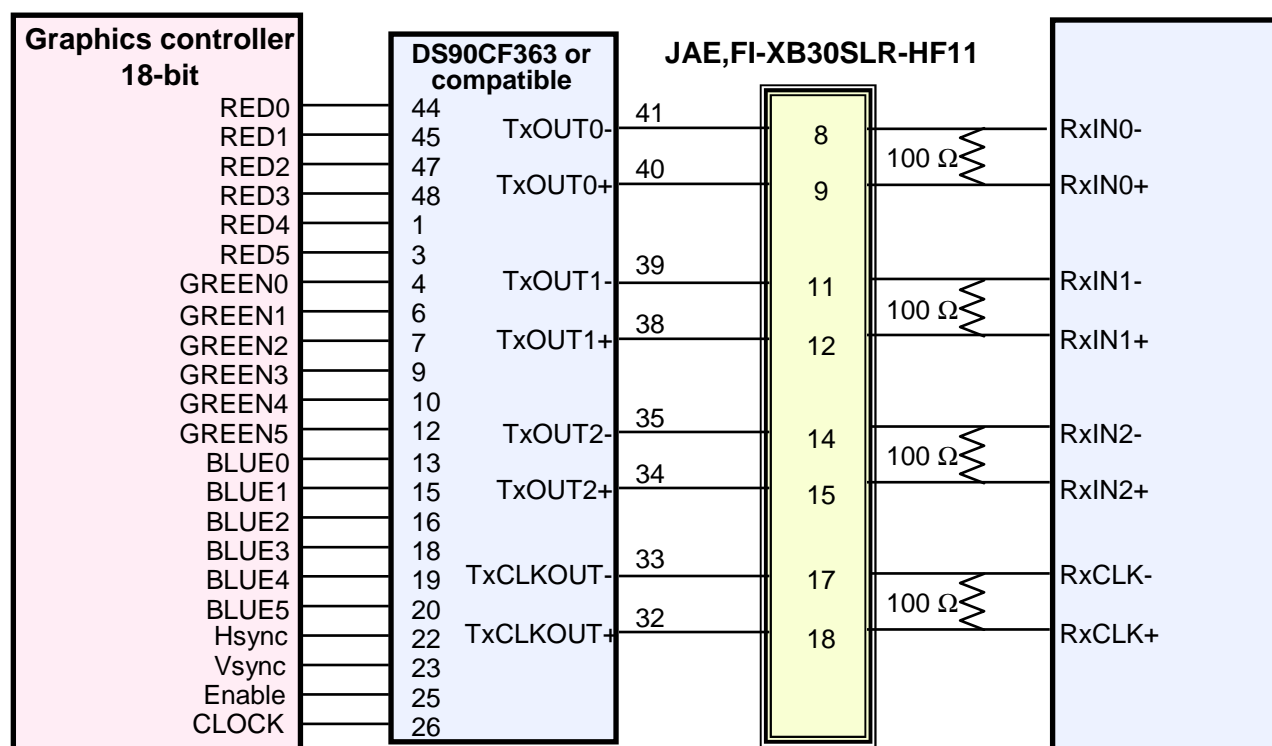 Graphics controller
18-bit
RED0
RED1
RED2
RED3
RED4
RED5
GREEN0
GREEN1
GREEN2
GREEN3
GREEN4
GREEN5
BLUE0
BLUE1
BLUE2
BLUE3
BLUE4
BLUE5
Hsync
Vsync
Enable
CLOCK
DS90CF363 or
compatible
44
45
47
48
1
3
4
6
7
9
10
12
13
15
16
18
19
20
22
23
25
26
TxOUT0-
TxOUT0+
TxOUT1-
TxOUT1+
TxOUT2-
TxOUT2+
TxCLKOUT-
TxCLKOUT+
41
40
39
38
35
34
33
32
JAE,FI-XB30SLR-HF11
8
9
11
12
14
15
17
18
100 Ω
100 Ω
100 Ω
100 Ω
RxIN0-
RxIN0+
RxIN1-
RxIN1+
RxIN2-
RxIN2+
RxCLK-
RxCLK+